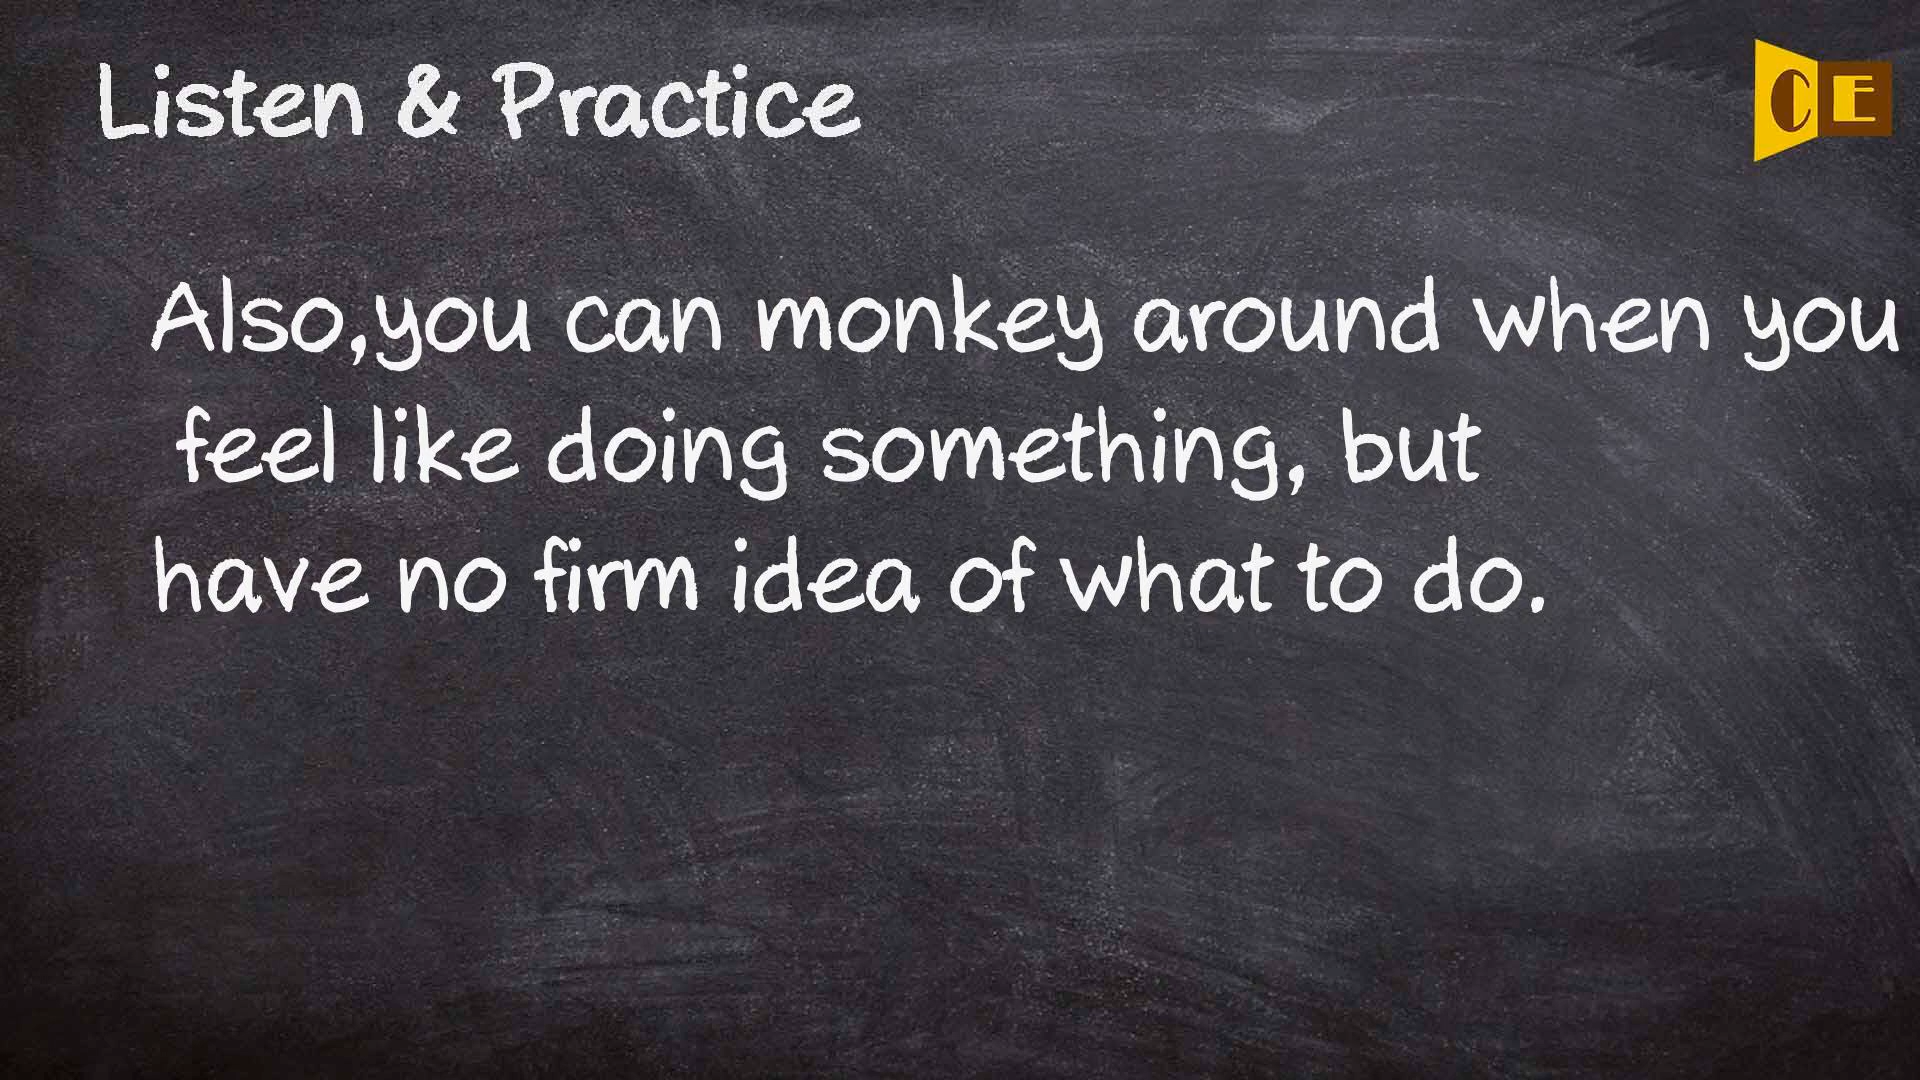 Listen & Practice
CE
Also,you can monkey around when you
feel like doing something, but
have no firm idea of what to do.